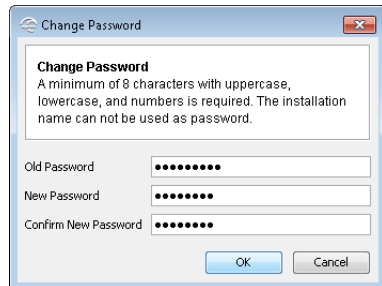 Change Password
Change Password
A minimum of 8 characters with uppercase,
lowercase, and numbers is required. The installation
name can not be used as password.
Old Password ●●●●●●●●●
New Password ●●●●●●●●
Confirm New Password ●●●●●●●●
OK Cancel